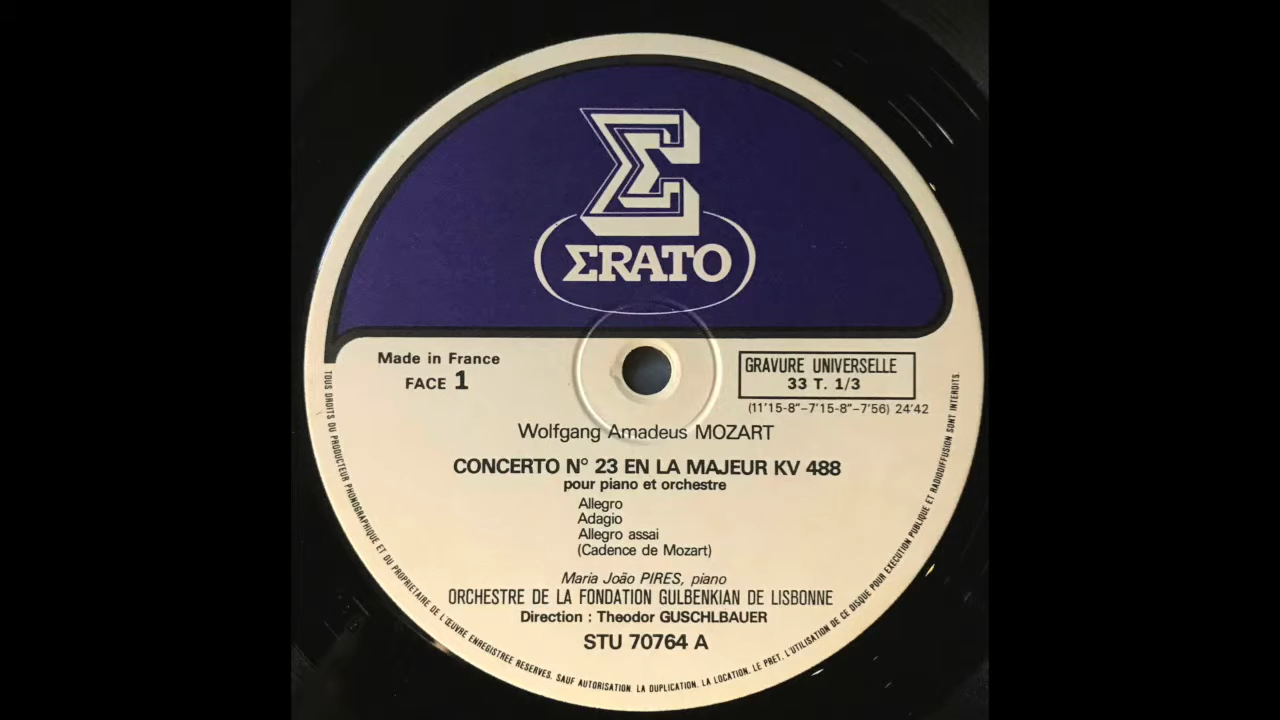 Σ
ΣRATO
Made in France
FACE 1
GRAVURE UNIVERSELLE
33 T. 1/3
(11'15-8"-7'15-8"-7'56) 24'42
Wolfgang Amadeus MOZART
CONCERTO N° 23 EN LA MAJEUR KV 488
pour piano et orchestre
Allegro
Adagio
Allegro assai
(Cadence de Mozart)
Maria João PIRES, piano
ORCHESTRE DE LA FONDATION GULBENKIAN DE LISBONNE
Direction : Theodor GUSCHLBAUER
STU 70764 A
TOUS DROITS DU PRODUCTEUR PHONOGRAPHIQUE ET DU PROPRIETAIRE DE L'ŒUVRE ENREGISTREE RESERVES. SAUF AUTORISATION. LA DUPLICATION. LA LOCATION. LE PRET. L'UTILISATION DE CE DISQUE POUR EXECUTION PUBLIQUE ET RADIODIFFUSION SONT INTERDITS.